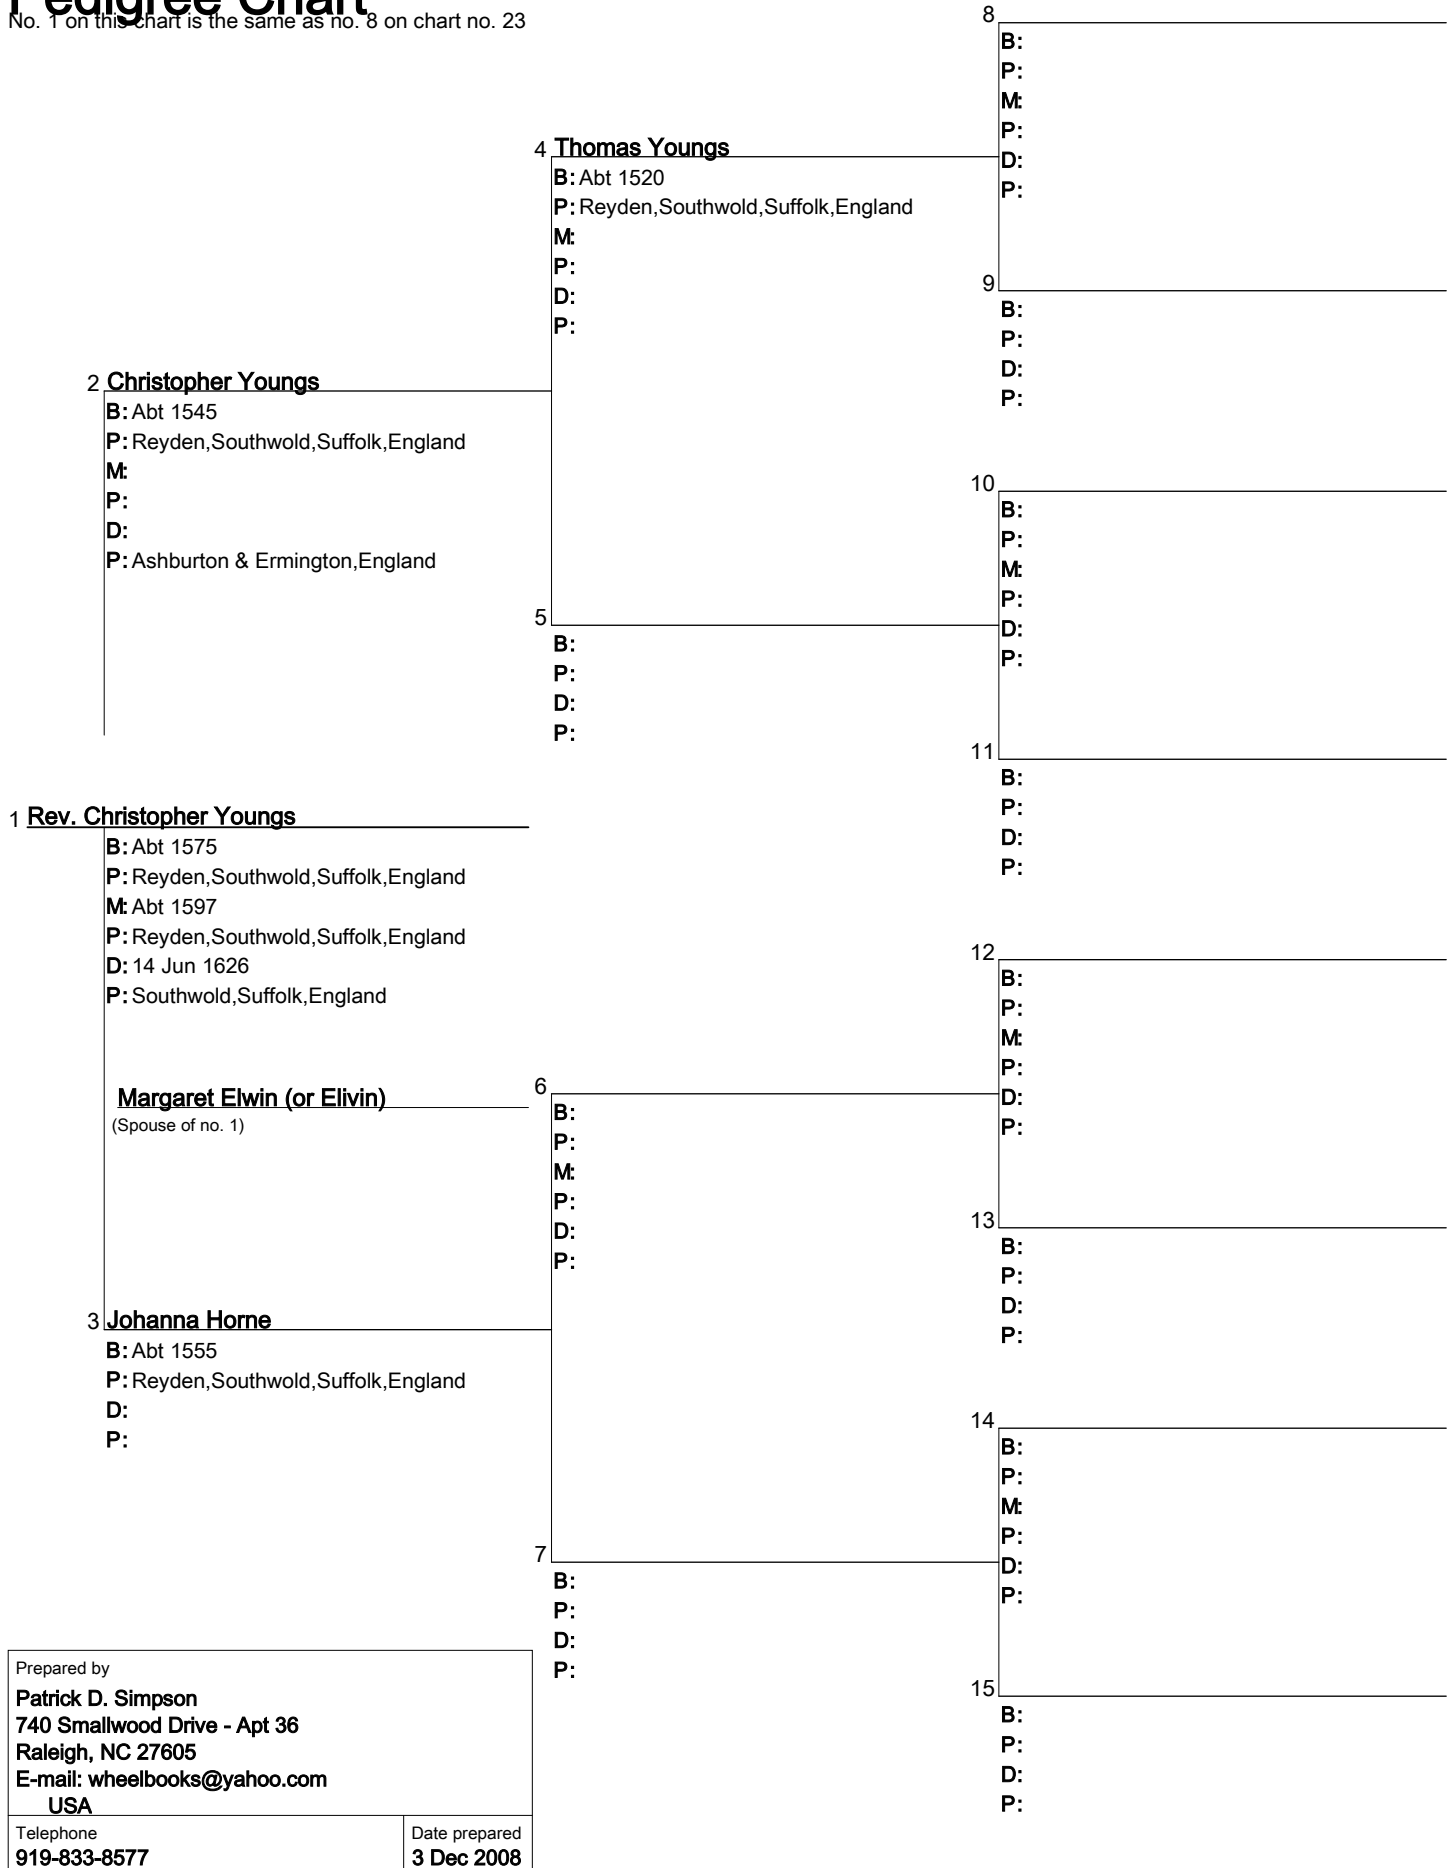 Pedigree Chart
No. 1 on this chart is the same as no. 8 on chart no. 23
8
B:
P:
M:
P:
D:
P:
4 Thomas Youngs
B: Abt 1520
P: Reyden,Southwold,Suffolk,England
M:
P:
D:
P:
9
B:
P:
D:
P:
2 Christopher Youngs
B: Abt 1545
P: Reyden,Southwold,Suffolk,England
M:
P:
D:
P: Ashburton & Ermington,England
10
B:
P:
M:
P:
D:
P:
5
B:
P:
D:
P:
11
B:
P:
D:
P:
1 Rev. Christopher Youngs
B: Abt 1575
P: Reyden,Southwold,Suffolk,England
M: Abt 1597
P: Reyden,Southwold,Suffolk,England
D: 14 Jun 1626
P: Southwold,Suffolk,England
Margaret Elwin (or Elivin)
(Spouse of no. 1)
12
B:
P:
M:
P:
D:
P:
6
B:
P:
M:
P:
D:
P:
13
B:
P:
D:
P:
3 Johanna Horne
B: Abt 1555
P: Reyden,Southwold,Suffolk,England
D:
P:
14
B:
P:
M:
P:
D:
P:
7
B:
P:
D:
P:
15
B:
P:
D:
P:
Prepared by
Patrick D. Simpson
740 Smallwood Drive - Apt 36
Raleigh, NC 27605
E-mail: wheelbooks@yahoo.com
USA
Telephone
919-833-8577
Date prepared
3 Dec 2008